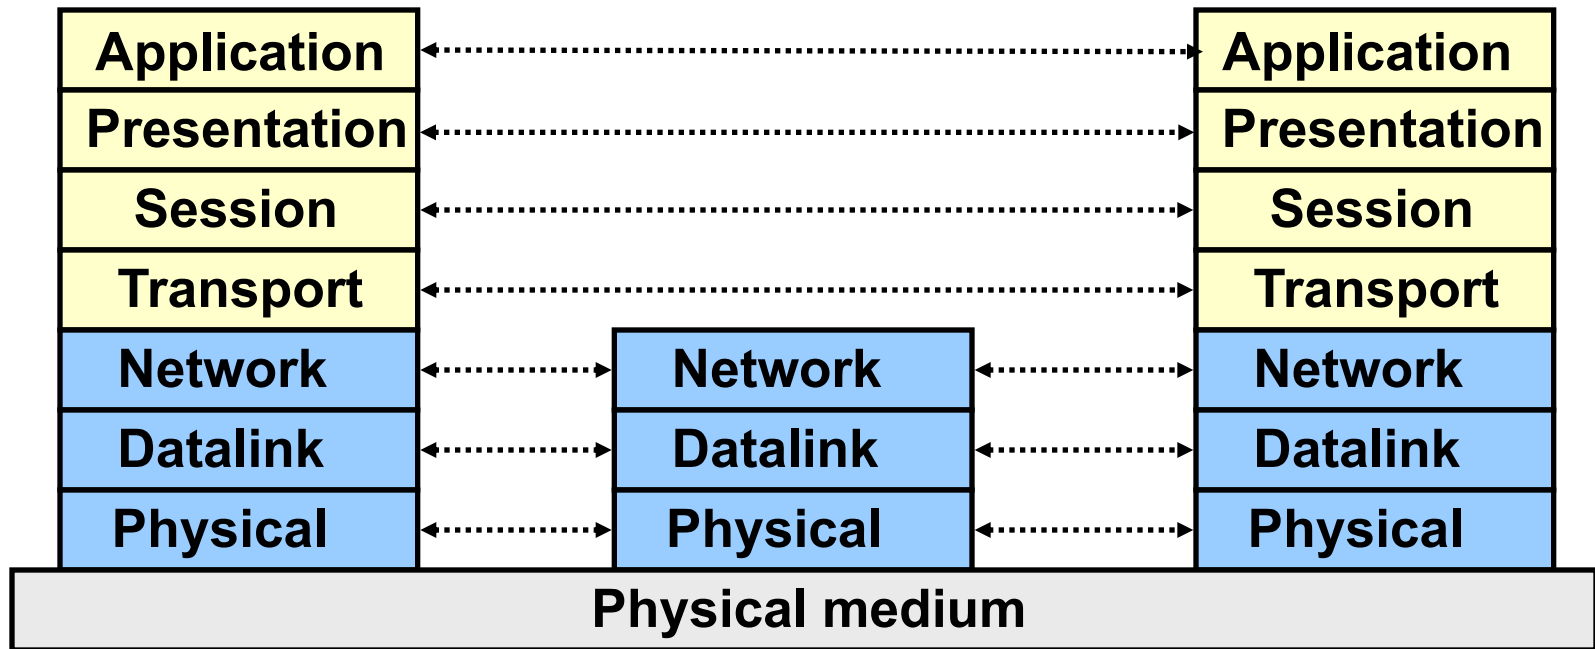 Application Application
Presentation Presentation
Session Session
Transport Transport
Network Network Network
Datalink Datalink Datalink
Physical Physical Physical
Physical medium